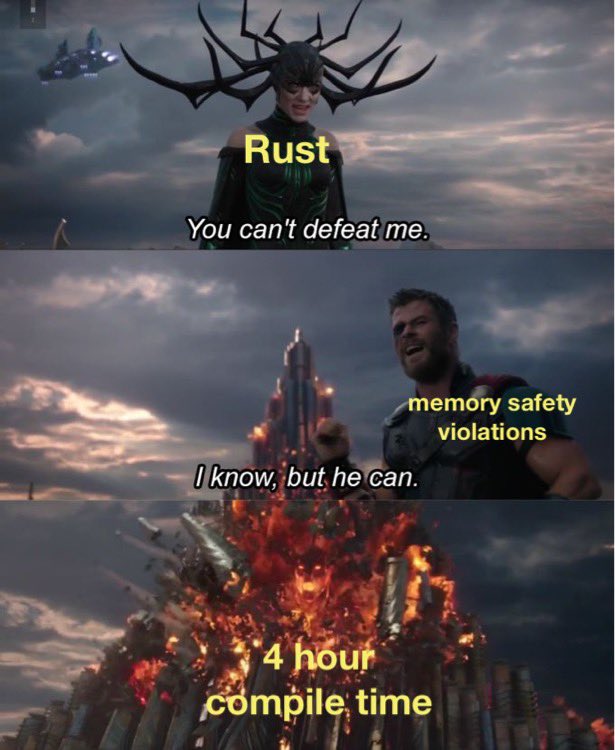 Rust
You can't defeat me.
memory safety
violations
I know, but he can.
4 hour
compile time